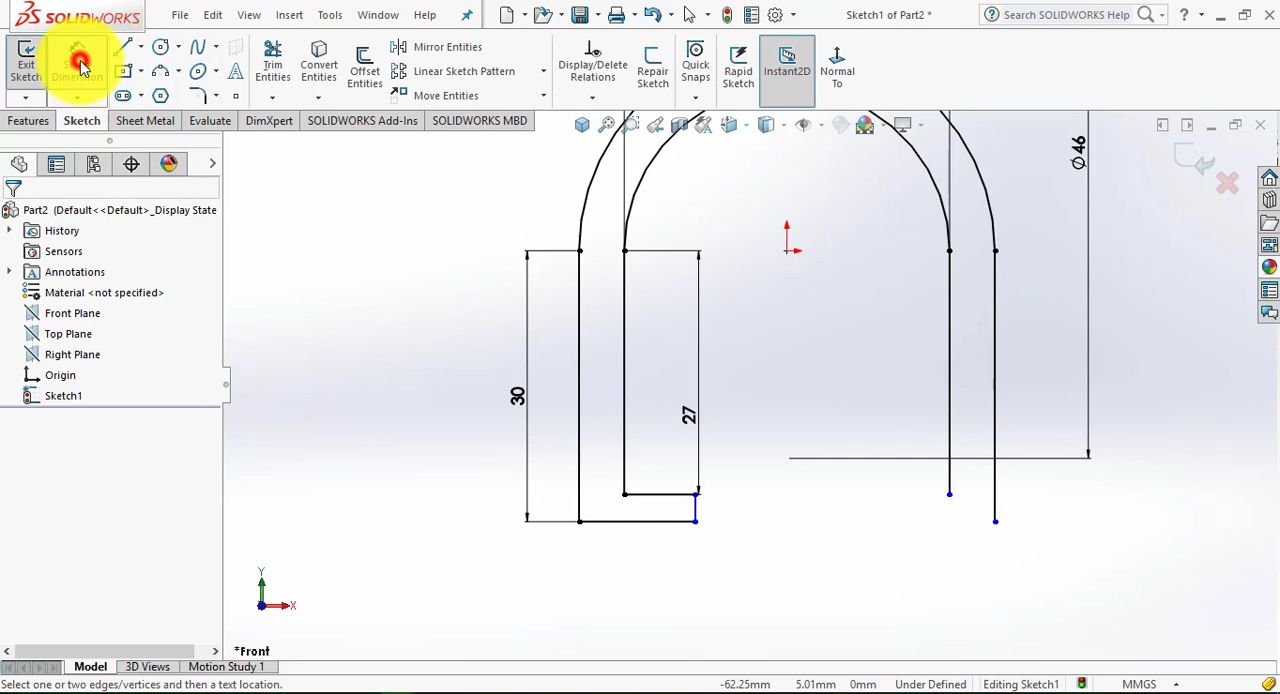 SOLIDWORKS
File Edit View Insert Tools Window Help
Sketch1 of Part2 *
Search SOLIDWORKS Help
Exit Sketch
Trim Entities
Convert Entities
Offset Entities
Mirror Entities
Linear Sketch Pattern
Move Entities
Display/Delete Relations
Repair Sketch
Quick Snaps
Rapid Sketch
Instant2D
Normal To
Features Sketch Sheet Metal Evaluate DimXpert SOLIDWORKS Add-Ins SOLIDWORKS MBD
Part2 (Default<<Default>_Display State
History
Sensors
Annotations
Material <not specified>
Front Plane
Top Plane
Right Plane
Origin
Sketch1
Ø46
30
27
Y
X
*Front
Model 3D Views Motion Study 1
Select one or two edges/vertices and then a text location.
-62.25mm 5.01mm 0mm Under Defined Editing Sketch1 MMGS